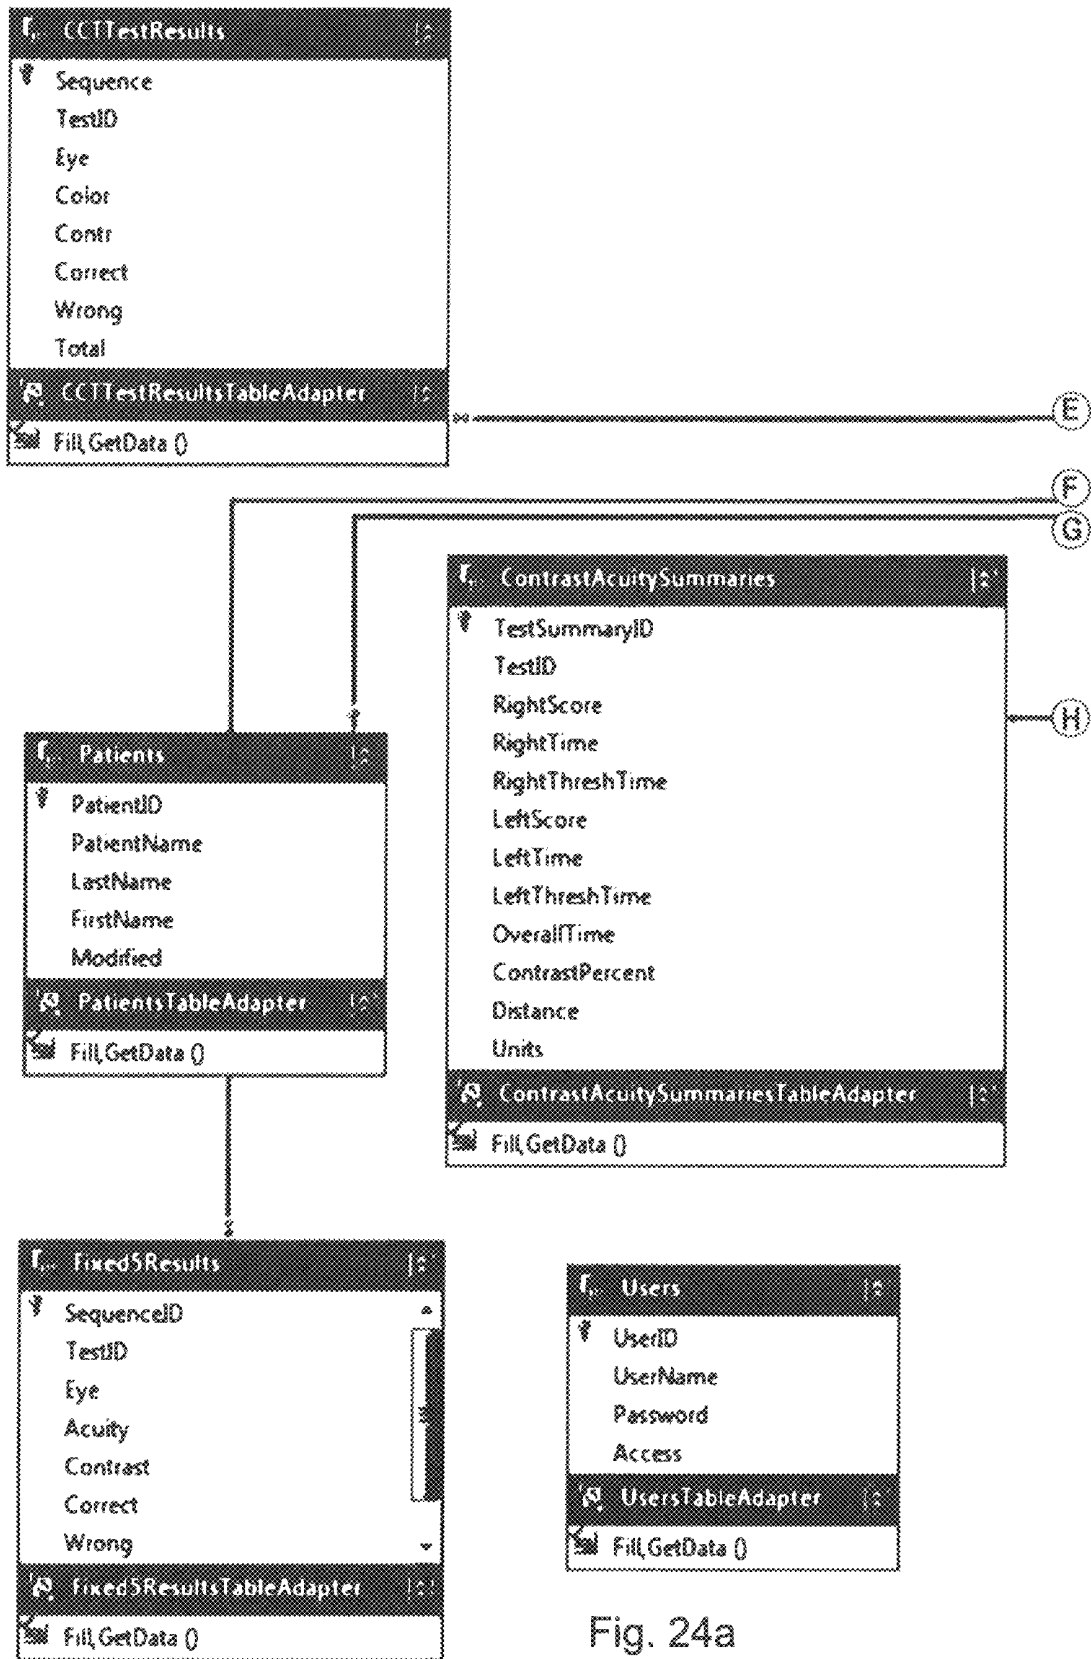 CCTTestResults
Sequence
TestID
Eye
Color
Contr
Correct
Wrong
Total
CCTTestResultsTableAdapter
Fill,GetData ()
E
F
G
ContrastAcuitySummaries
TestSummaryID
TestID
RightScore
RightTime
RightThreshTime
LeftScore
LeftTime
LeftThreshTime
OverallTime
ContrastPercent
Distance
Units
ContrastAcuitySummariesTableAdapter
Fill,GetData ()
H
Patients
PatientID
PatientName
LastName
FirstName
Modified
PatientsTableAdapter
Fill,GetData ()
Fixed5Results
SequenceID
TestID
Eye
Acuity
Contrast
Correct
Wrong
Fixed5ResultsTableAdapter
Fill,GetData ()
Users
UserID
UserName
Password
Access
UsersTableAdapter
Fill,GetData ()
Fig. 24a